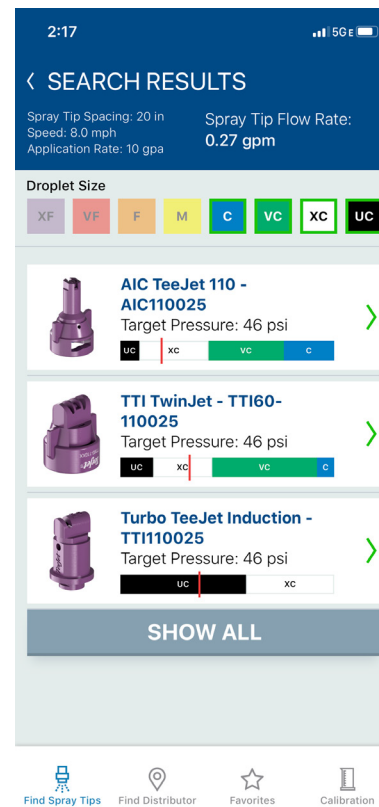 2:17
5GE
SEARCH RESULTS
Spray Tip Spacing: 20 in
Speed: 8.0 mph
Application Rate: 10 gpa
Spray Tip Flow Rate:
0.27 gpm
Droplet Size
XF VF F M C VC XC UC
AIC TeeJet 110 -
AIC110025
Target Pressure: 46 psi
UC XC VC C
TTI TwinJet - TTI60-
110025
Target Pressure: 46 psi
UC XC VC C
Turbo TeeJet Induction -
TTI110025
Target Pressure: 46 psi
UC XC
SHOW ALL
Find Spray Tips Find Distributor Favorites Calibration